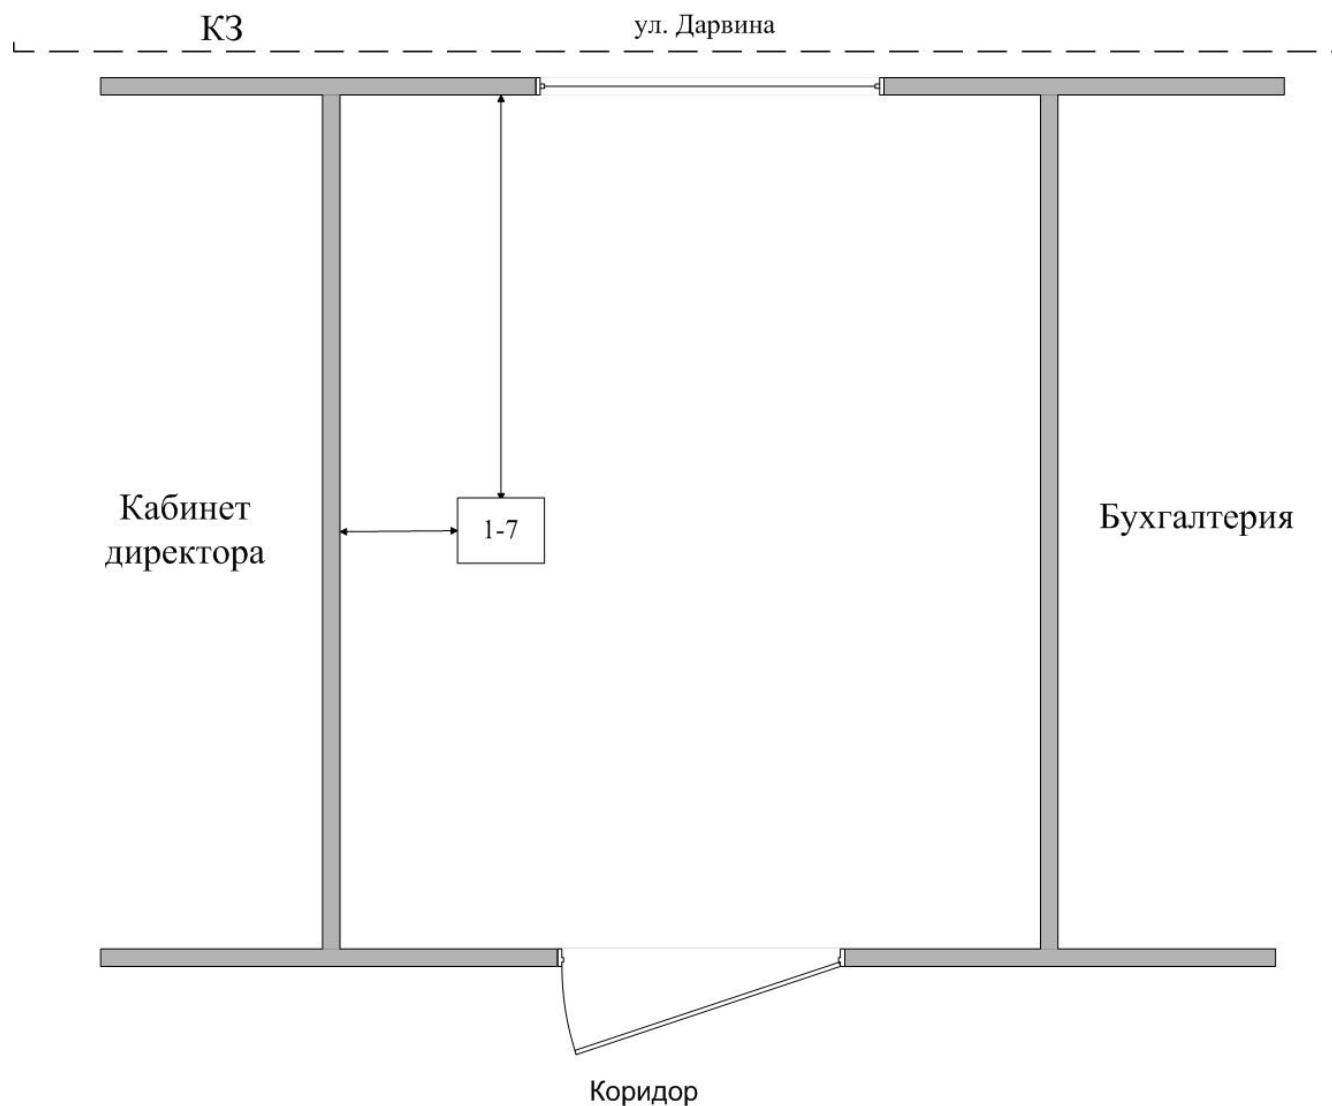 КЗ
ул. Дарвина
Кабинет
директора
1-7
Бухгалтерия
Коридор